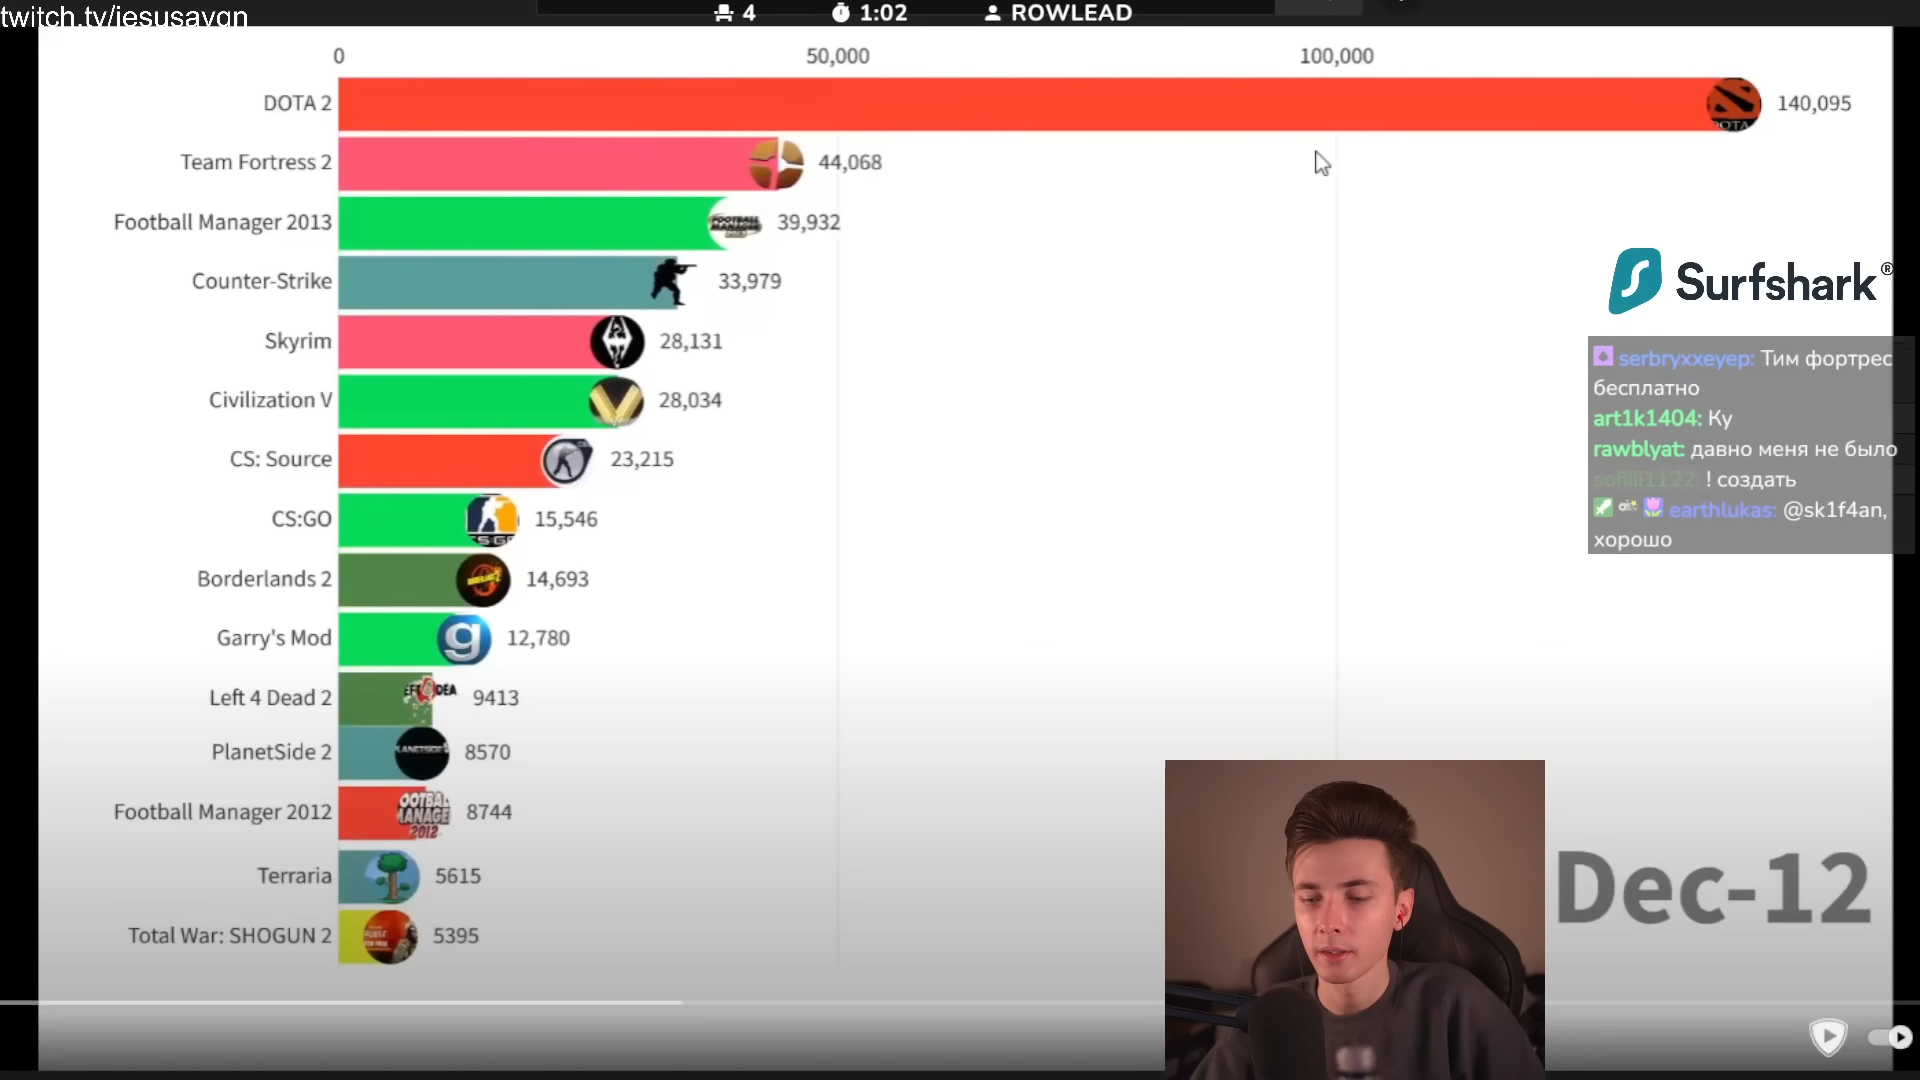 twitch.tv/jesusavgn
4 1:02 ROWLEAD
0 50,000 100,000
DOTA 2 140,095
Team Fortress 2 44,068
Football Manager 2013 39,932
Counter-Strike 33,979
Skyrim 28,131
Civilization V 28,034
CS: Source 23,215
CS:GO 15,546
Borderlands 2 14,693
Garry's Mod 12,780
Left 4 Dead 2 9413
PlanetSide 2 8570
Football Manager 2012 8744
Terraria 5615
Total War: SHOGUN 2 5395
Surfshark®
serbryxxeyep: Тим фортрес
бесплатно
art1k1404: Ку
rawblyat: давно меня не было
! создать
earthlukas: @sk1f4an,
хорошо
Dec-12